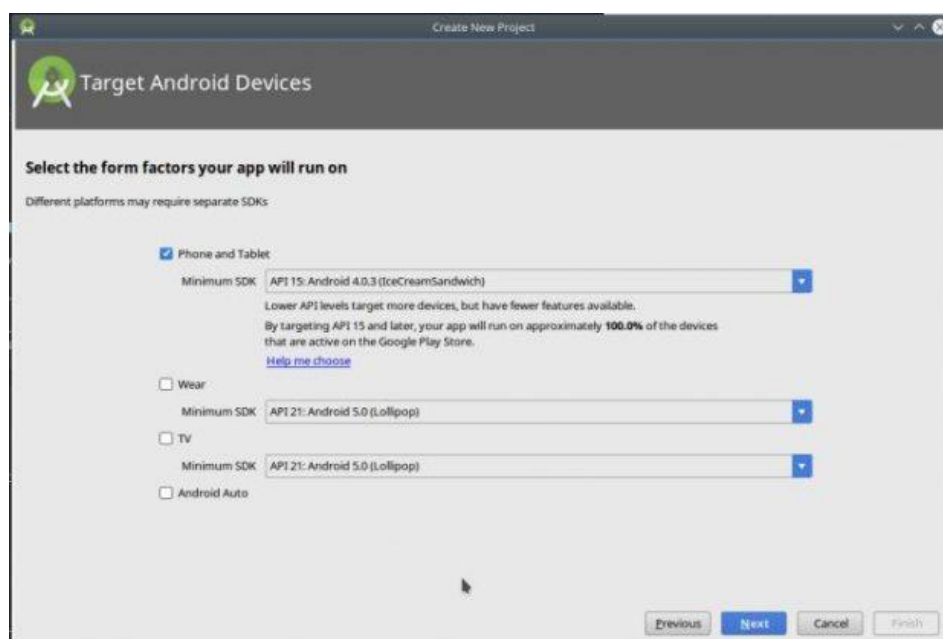 Create New Project
Target Android Devices
Select the form factors your app will run on
Different platforms may require separate SDKs
Phone and Tablet
Minimum SDK API 15: Android 4.0.3 (IceCreamSandwich)
Lower API levels target more devices, but have fewer features available.
By targeting API 15 and later, your app will run on approximately 100.0% of the devices
that are active on the Google Play Store.
Help me choose
Wear
Minimum SDK API 21: Android 5.0 (Lollipop)
TV
Minimum SDK API 21: Android 5.0 (Lollipop)
Android Auto
Previous Next Cancel Finish